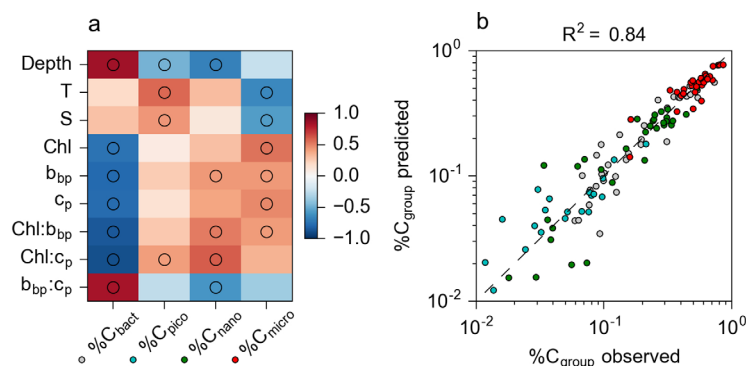 a
Depth
T
S
Chl
b_bp
c_p
Chl:b_bp
Chl:c_p
b_bp:c_p
%C_bact
%C_pico
%C_nano
%C_micro
1.0
0.5
0.0
−0.5
−1.0
b
R² = 0.84
%C_group predicted
10⁰
10⁻¹
10⁻²
10⁻² 10⁻¹ 10⁰
%C_group observed